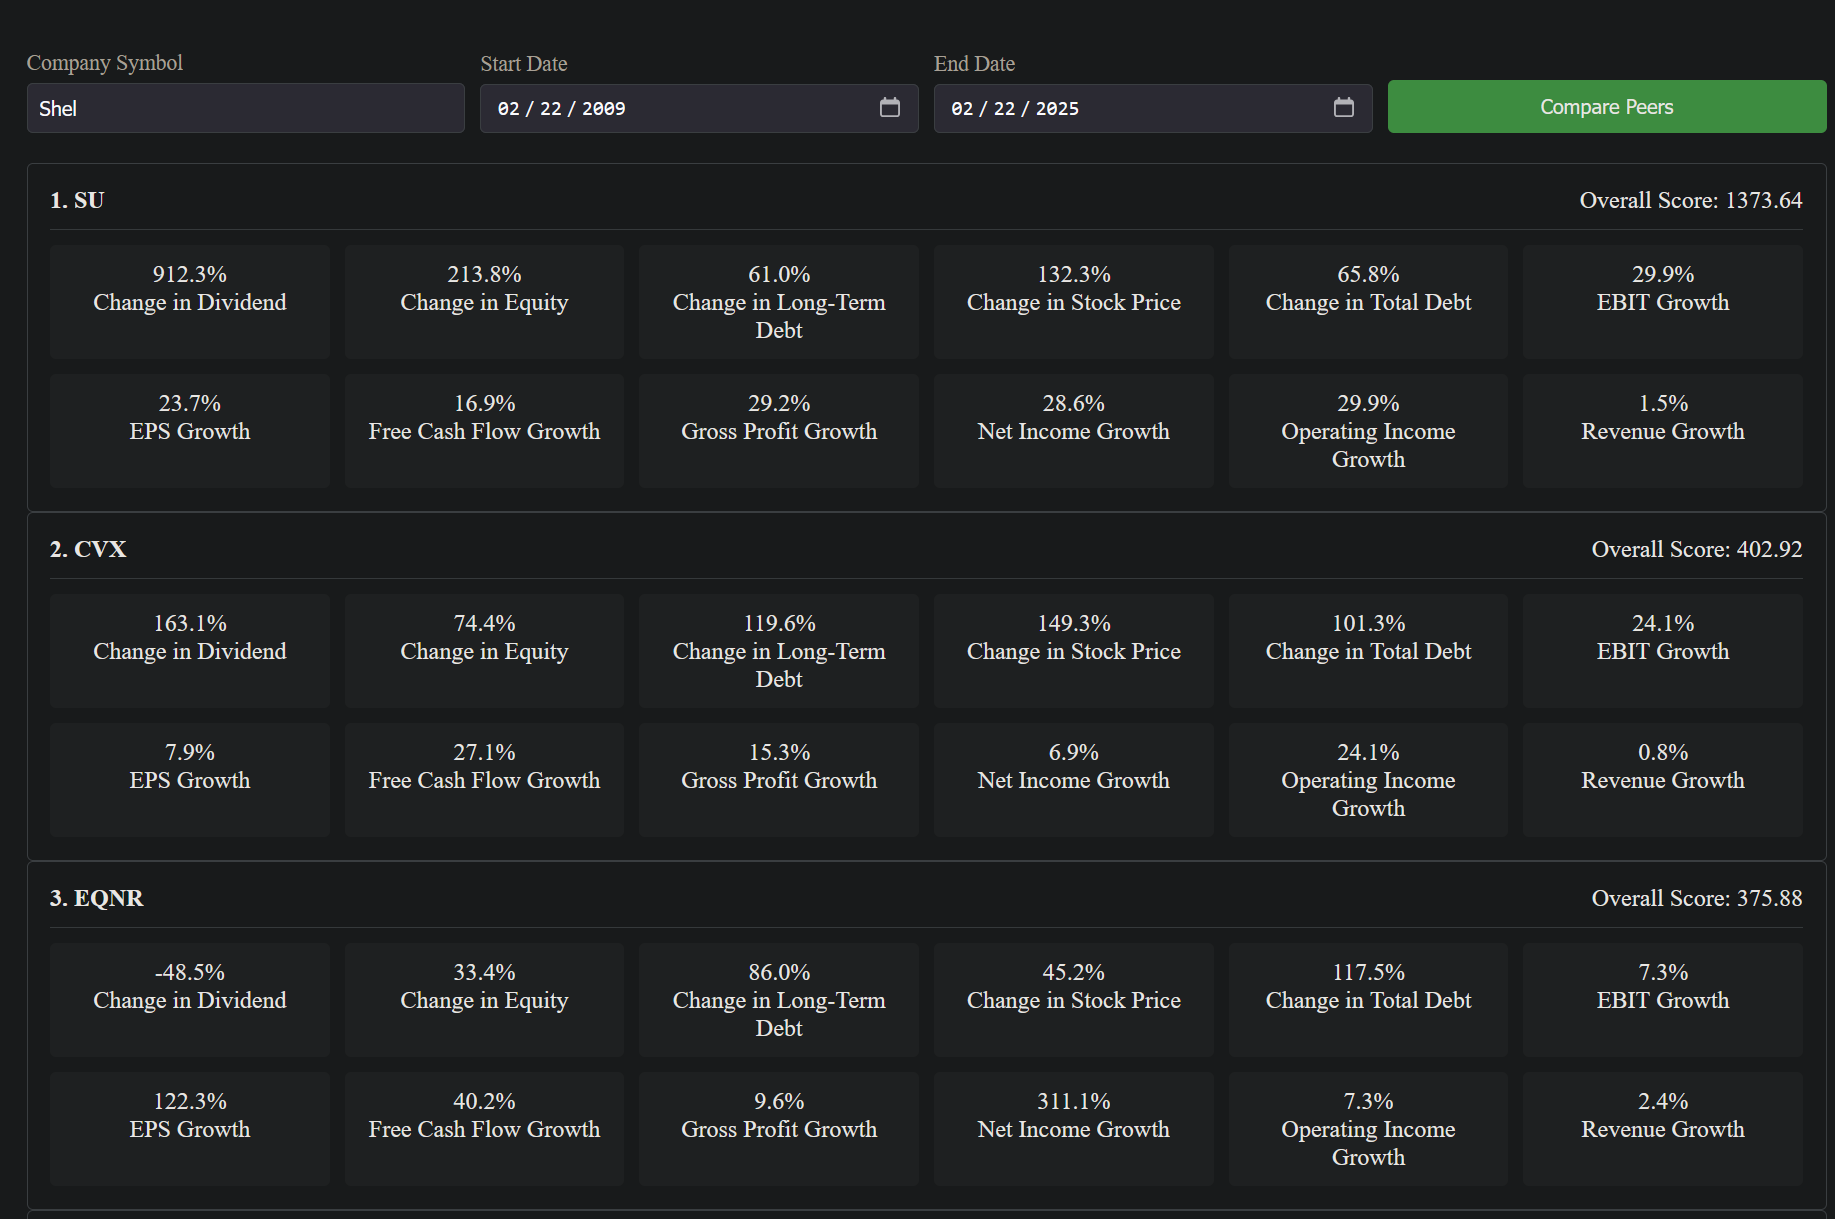 Company Symbol
Start Date
End Date
Shel
02 / 22 / 2009
02 / 22 / 2025
Compare Peers
1. SU
Overall Score: 1373.64
912.3%
Change in Dividend
213.8%
Change in Equity
61.0%
Change in Long-Term
Debt
132.3%
Change in Stock Price
65.8%
Change in Total Debt
29.9%
EBIT Growth
23.7%
EPS Growth
16.9%
Free Cash Flow Growth
29.2%
Gross Profit Growth
28.6%
Net Income Growth
29.9%
Operating Income
Growth
1.5%
Revenue Growth
2. CVX
Overall Score: 402.92
163.1%
Change in Dividend
74.4%
Change in Equity
119.6%
Change in Long-Term
Debt
149.3%
Change in Stock Price
101.3%
Change in Total Debt
24.1%
EBIT Growth
7.9%
EPS Growth
27.1%
Free Cash Flow Growth
15.3%
Gross Profit Growth
6.9%
Net Income Growth
24.1%
Operating Income
Growth
0.8%
Revenue Growth
3. EQNR
Overall Score: 375.88
-48.5%
Change in Dividend
33.4%
Change in Equity
86.0%
Change in Long-Term
Debt
45.2%
Change in Stock Price
117.5%
Change in Total Debt
7.3%
EBIT Growth
122.3%
EPS Growth
40.2%
Free Cash Flow Growth
9.6%
Gross Profit Growth
311.1%
Net Income Growth
7.3%
Operating Income
Growth
2.4%
Revenue Growth